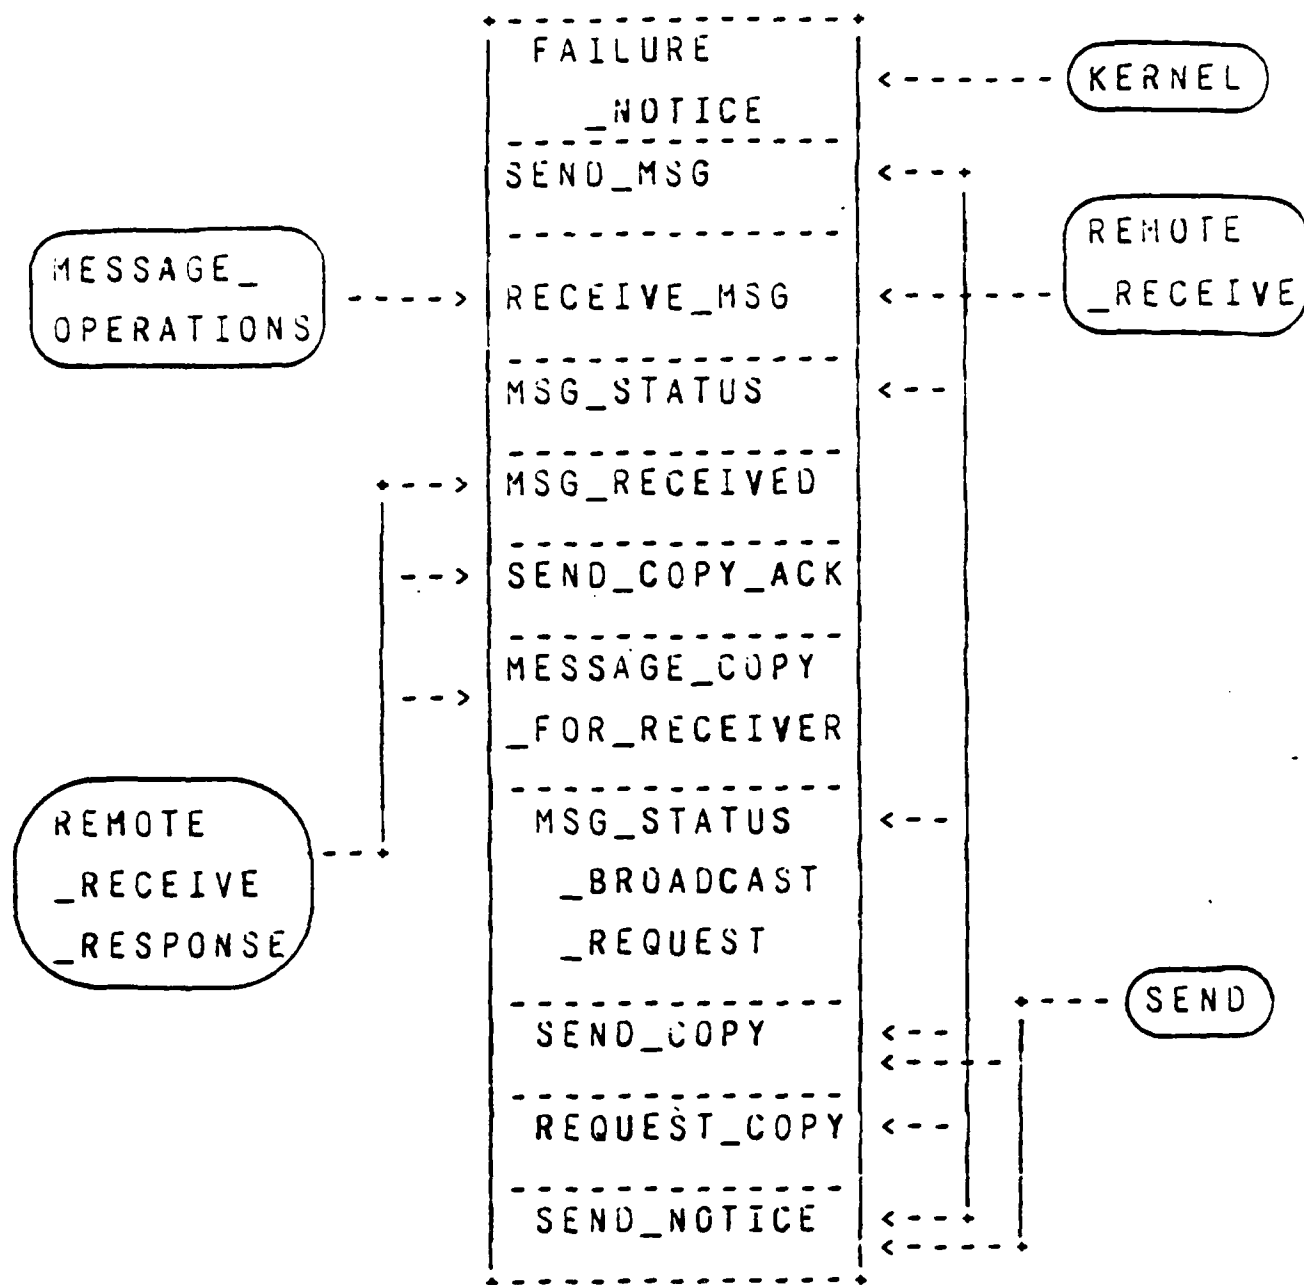 FAILURE
_NOTICE
KERNEL
SEND_MSG
REMOTE
_RECEIVE
MESSAGE_
OPERATIONS
RECEIVE_MSG
MSG_STATUS
MSG_RECEIVED
SEND_COPY_ACK
MESSAGE_COPY
_FOR_RECEIVER
REMOTE
_RECEIVE
_RESPONSE
MSG_STATUS
_BROADCAST
_REQUEST
SEND
SEND_COPY
REQUEST_COPY
SEND_NOTICE